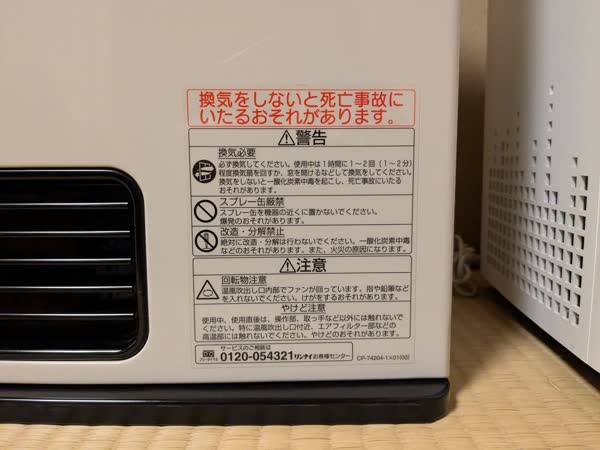 換気をしないと死亡事故に
いたるおそれがあります。
警告
換気必要
必ず換気してください。使用中は1時間に1〜2回(1〜2分)
程度換気扇を回すか、窓を開けるなどして換気をしてください。
換気をしないと一酸化炭素中毒を起こし、死亡事故にいたる
おそれがあります。
スプレー缶厳禁
スプレー缶を機器の近くに置かないでください。
爆発のおそれがあります。
改造・分解禁止
絶対に改造・分解は行わないでください。一酸化炭素中毒
などのおそれがあります。また、火災の原因になります。
注意
回転物注意
温風吹出し口内部でファンが回っています。指や鉛筆など
を入れないでください。けがをするおそれがあります。
やけど注意
使用中、使用直後は、操作部、取っ手など以外には触れないで
ください。特に温風吹出し口付近、エアフィルター部などの
高温部には触れないでください。やけどのおそれがあります。
サービスのご相談は
フリーダイヤル 0120-054321 リンナイお客様センター CP-74204-1×01(00)